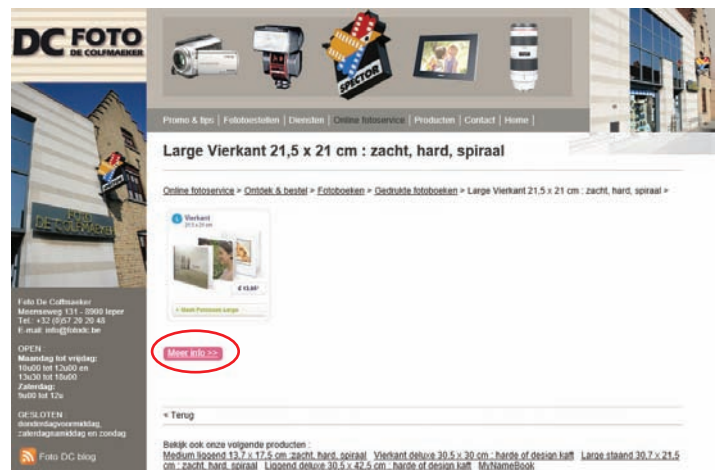 DC FOTO
DE COLFMAEKER
SPECTOR
Promo & tips | Fototoestellen | Diensten | Online fotoservice | Producten | Contact | Home |
Large Vierkant 21,5 x 21 cm : zacht, hard, spiraal
Online fotoservice > Ontdek & bestel > Fotoboeken > Gedrukte fotoboeken > Large Vierkant 21,5 x 21 cm : zacht, hard, spiraal >
L Vierkant
21,5 x 21 cm
Maak Fotoboek Large
Meer info >>
FOTO
DE COLFMAEKER
Foto De Colfmaeker
Meenseweg 131 - 8900 Ieper
Tel.: +32 (0)57 20 20 48
E-mail: info@fotodc.be
OPEN :
Maandag tot vrijdag:
10u00 tot 12u00 en
13u30 tot 18u00
Zaterdag:
9u00 tot 12u
GESLOTEN :
donderdagvoormiddag,
zaterdagnamiddag en zondag
Foto DC blog
« Terug
Bekijk ook onze volgende producten :
Medium liggend 13,7 x 17,5 cm :zacht, hard, spiraal Vierkant deluxe 30,5 x 30 cm : harde of design kaft Large staand 30,7 x 21,5
cm : zacht, hard, spiraal Liggend deluxe 30,5 x 42,5 cm : harde of design kaft MyNameBook